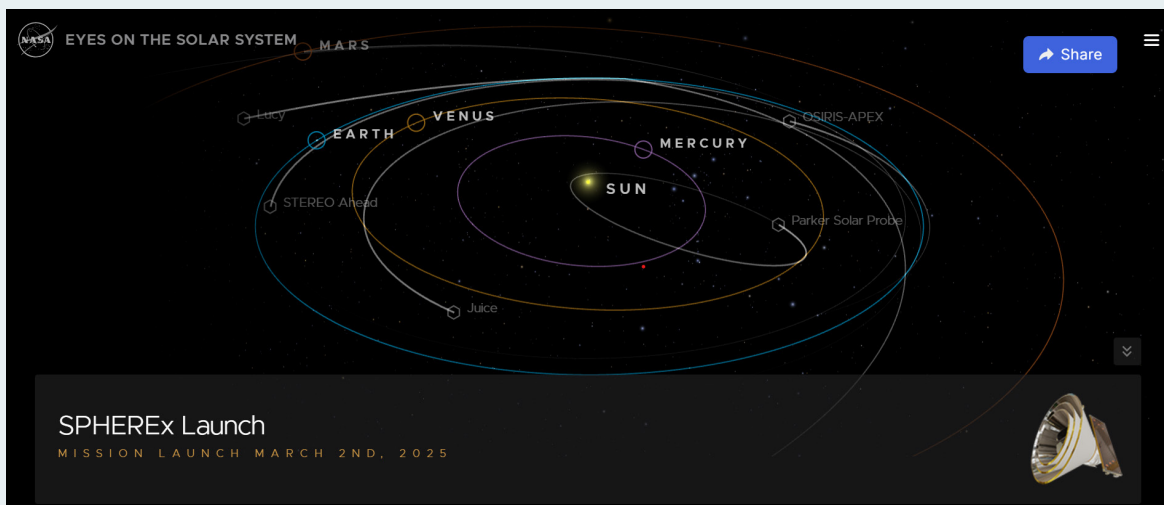 NASA
EYES ON THE SOLAR SYSTEM
MARS
Share
Lucy
VENUS
OSIRIS-APEX
EARTH
MERCURY
SUN
STEREO Ahead
Parker Solar Probe
Juice
SPHEREx Launch
MISSION LAUNCH MARCH 2ND, 2025